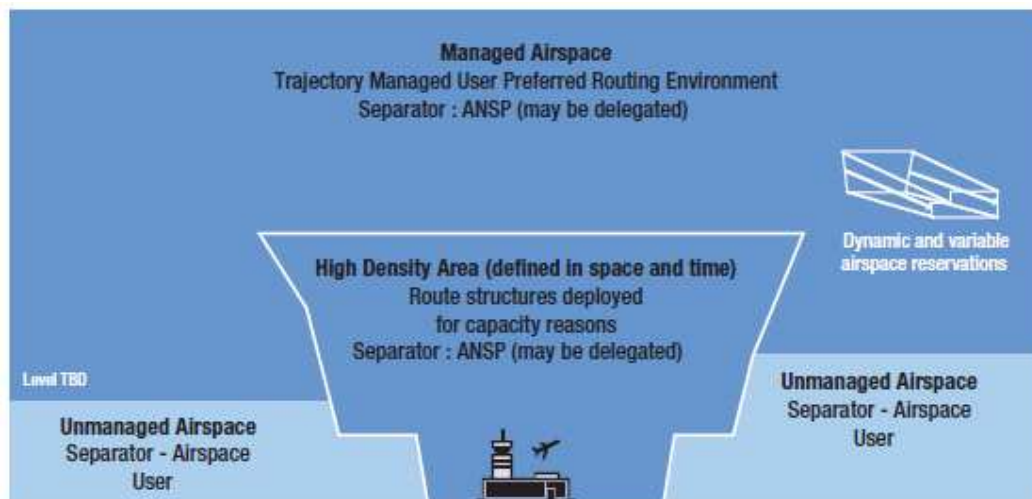 Managed Airspace
Trajectory Managed User Preferred Routing Environment
Separator : ANSP (may be delegated)
Dynamic and variable
airspace reservations
High Density Area (defined in space and time)
Route structures deployed
for capacity reasons
Separator : ANSP (may be delegated)
Level TBD
Unmanaged Airspace
Separator - Airspace
User
Unmanaged Airspace
Separator - Airspace
User